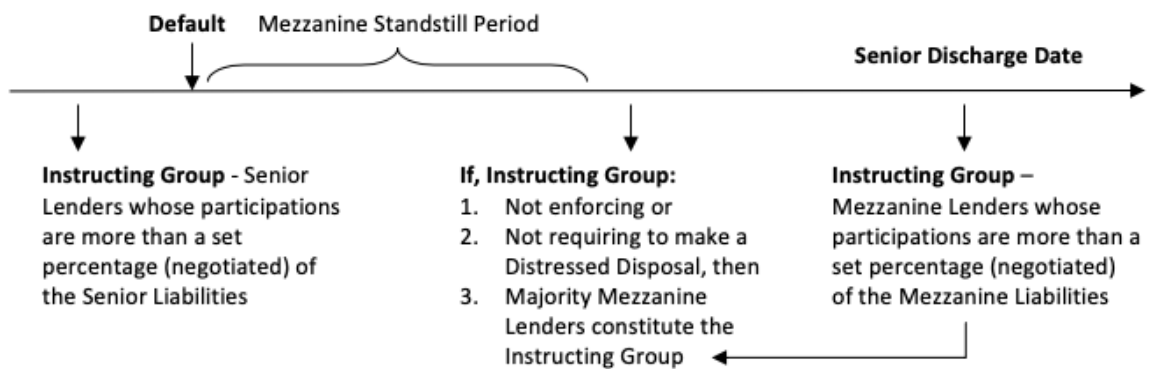 Default Mezzanine Standstill Period
Senior Discharge Date
Instructing Group - Senior
Lenders whose participations
are more than a set
percentage (negotiated) of
the Senior Liabilities
If, Instructing Group:
1. Not enforcing or
2. Not requiring to make a
Distressed Disposal, then
3. Majority Mezzanine
Lenders constitute the
Instructing Group
Instructing Group –
Mezzanine Lenders whose
participations are more than a
set percentage (negotiated)
of the Mezzanine Liabilities